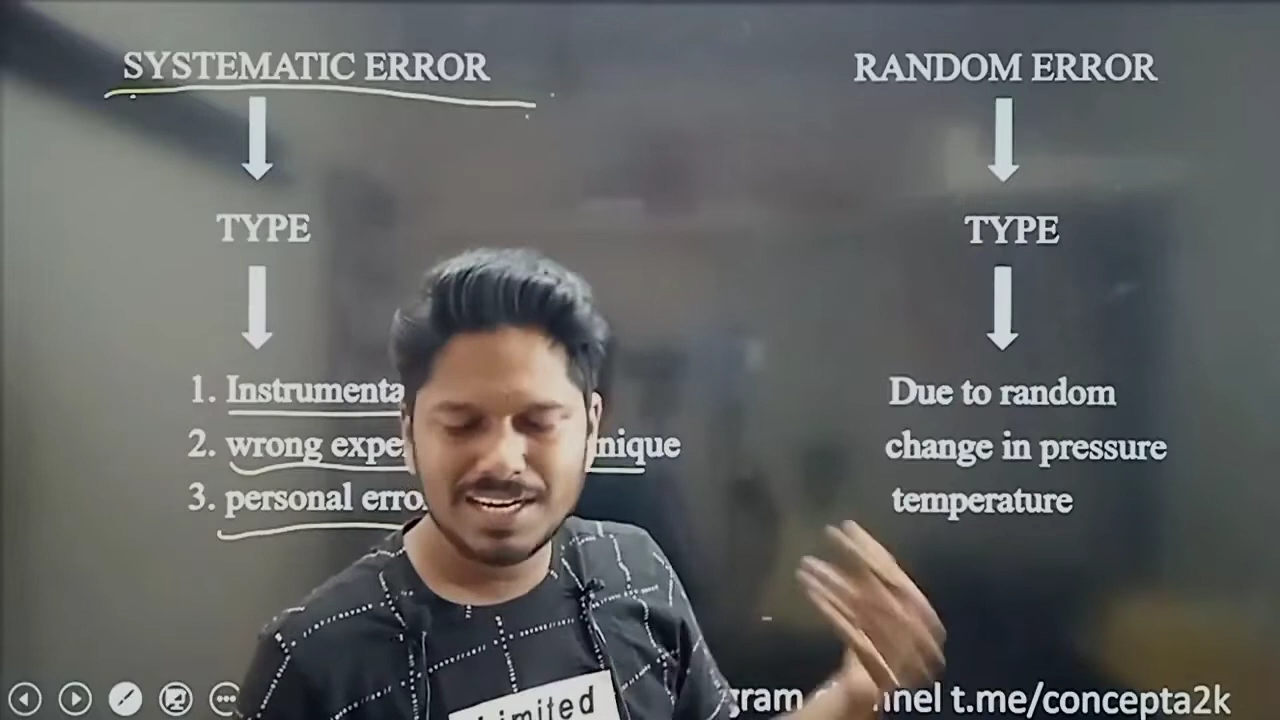 SYSTEMATIC ERROR
TYPE
1. Instrumenta
2. wrong expe nique
3. personal erro
RANDOM ERROR
TYPE
Due to random
change in pressure
temperature
gram nnel t.me/concepta2k
Limited